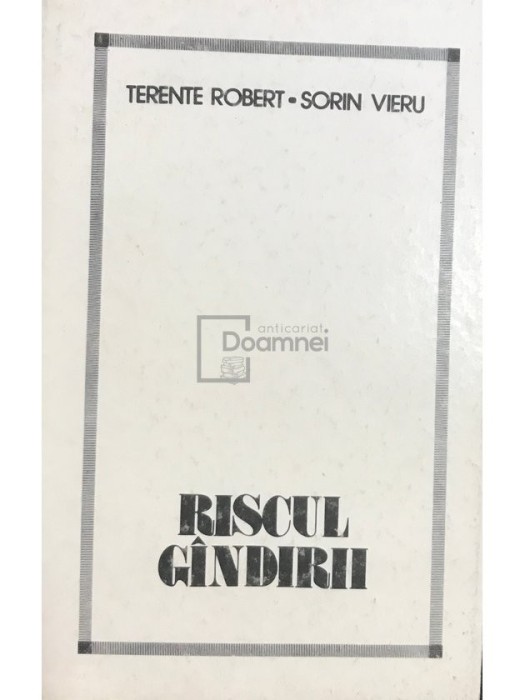 TERENTE ROBERT • SORIN VIERU
anticariat
Doamnei
RISCUL
GÎNDIRII